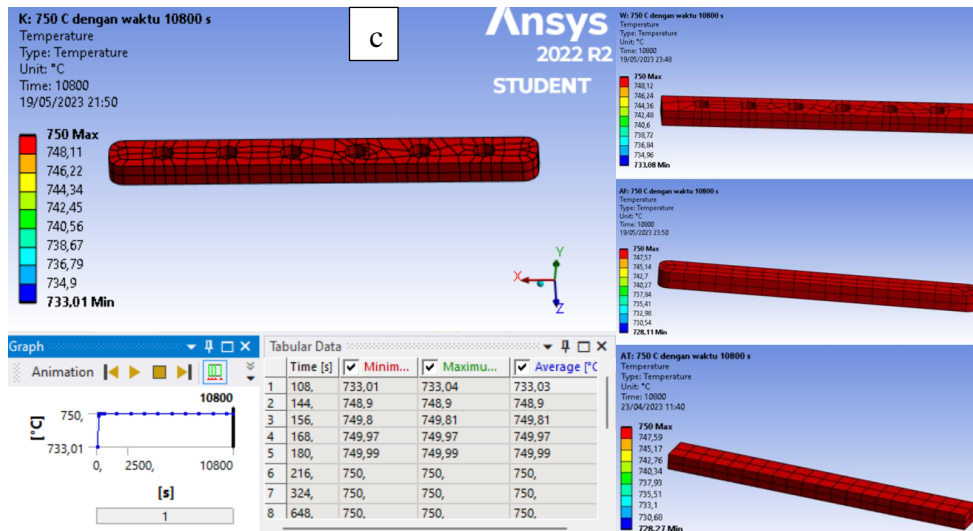 K: 750 C dengan waktu 10800 s
Temperature
Type: Temperature
Unit: °C
Time: 10800
19/05/2023 21:50
750 Max
748,11
746,22
744,34
742,45
740,56
738,67
736,79
734,9
733,01 Min
c
Ansys
2022 R2
STUDENT
Y
X
Z
W: 750 C dengan waktu 10800 s
Temperature
Type: Temperature
Unit: °C
Time: 10800
19/05/2023 23:48
750 Max
748,12
746,24
744,36
742,48
740,6
738,72
736,84
734,96
733,08 Min
AF: 750 C dengan waktu 10800 s
Temperature
Type: Temperature
Unit: °C
Time: 10800
19/05/2023 23:50
750 Max
747,57
745,14
742,7
740,27
737,84
735,41
732,98
730,54
728,11 Min
AT: 750 C dengan waktu 10800 s
Temperature
Type: Temperature
Unit: °C
Time: 10800
23/04/2023 11:40
750 Max
747,59
745,17
742,76
740,34
737,93
735,51
733,1
730,68
728,27 Min
Graph
Animation
10800
750,
[°C]
733,01
0, 2500, 10800
[s]
1
Tabular Data
Time [s] Minim... Maximu... Average [°C
1 108, 733,01 733,04 733,03
2 144, 748,9 748,9 748,9
3 156, 749,8 749,81 749,81
4 168, 749,97 749,97 749,97
5 180, 749,99 749,99 749,99
6 216, 750, 750, 750,
7 324, 750, 750, 750,
8 648, 750, 750, 750,